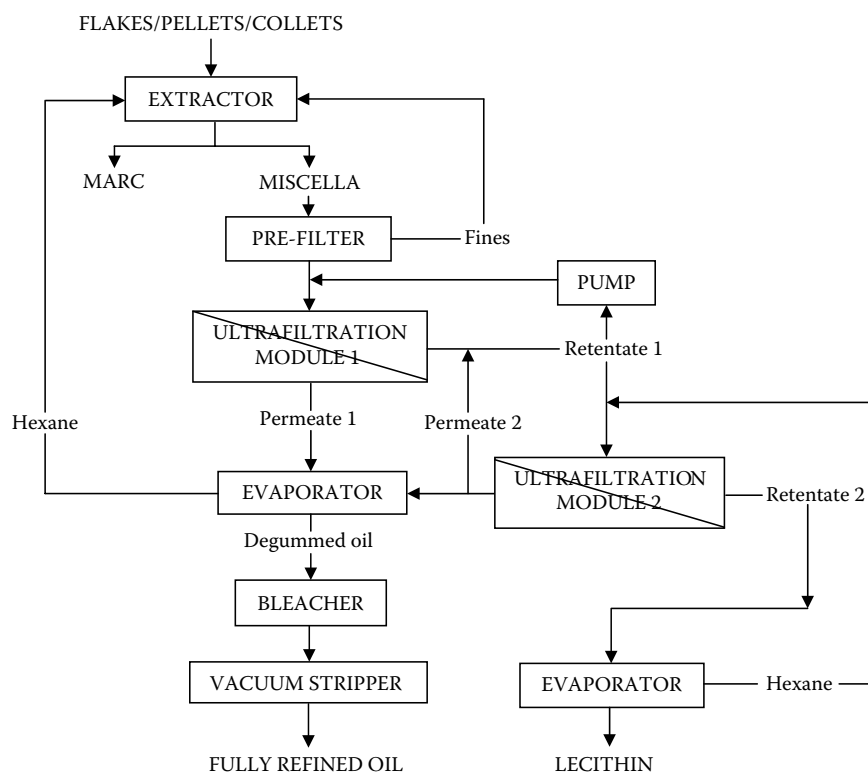 FLAKES/PELLETS/COLLETS
EXTRACTOR
MARC
MISCELLA
PRE-FILTER
Fines
PUMP
ULTRAFILTRATION
MODULE 1
Retentate 1
Hexane
Permeate 1
Permeate 2
EVAPORATOR
ULTRAFILTRATION
MODULE 2
Retentate 2
Degummed oil
BLEACHER
VACUUM STRIPPER
EVAPORATOR
Hexane
FULLY REFINED OIL
LECITHIN